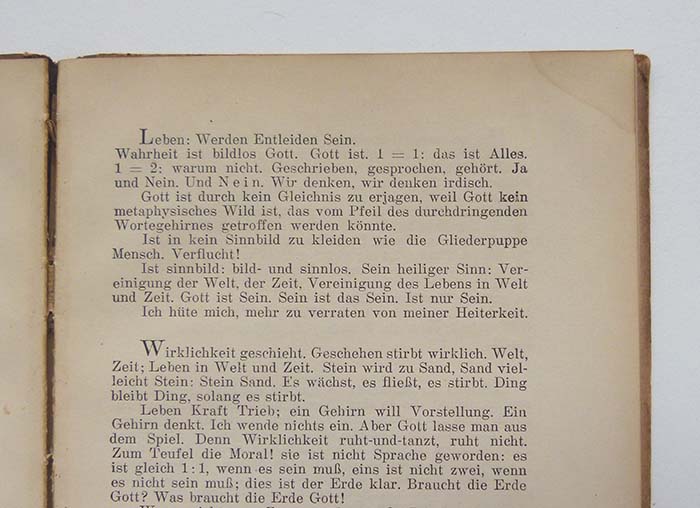 Leben: Werden Entleiden Sein.
Wahrheit ist bildlos Gott. Gott ist. 1 = 1: das ist Alles.
1 = 2: warum nicht. Geschrieben, gesprochen, gehört. Ja
und Nein. Und Nein. Wir denken, wir denken irdisch.
Gott ist durch kein Gleichnis zu erjagen, weil Gott kein
metaphysisches Wild ist, das vom Pfeil des durchdringenden
Wortegehirnes getroffen werden könnte.
Ist in kein Sinnbild zu kleiden wie die Gliederpuppe
Mensch. Verflucht!
Ist sinnbild: bild- und sinnlos. Sein heiliger Sinn: Ver-
einigung der Welt, der Zeit. Vereinigung des Lebens in Welt
und Zeit. Gott ist Sein. Sein ist das Sein. Ist nur Sein.
Ich hüte mich, mehr zu verraten von meiner Heiterkeit.
Wirklichkeit geschieht. Geschehen stirbt wirklich. Welt,
Zeit; Leben in Welt und Zeit. Stein wird zu Sand, Sand viel-
leicht Stein: Stein Sand. Es wächst, es fließt, es stirbt. Ding
bleibt Ding, solang es stirbt.
Leben Kraft Trieb; ein Gehirn will Vorstellung. Ein
Gehirn denkt. Ich wende nichts ein. Aber Gott lasse man aus
dem Spiel. Denn Wirklichkeit ruht-und-tanzt, ruht nicht.
Zum Teufel die Moral! sie ist nicht Sprache geworden: es
ist gleich 1:1, wenn es sein muß, eins ist nicht zwei, wenn
es nicht sein muß; dies ist der Erde klar. Braucht die Erde
Gott? Was braucht die Erde Gott!